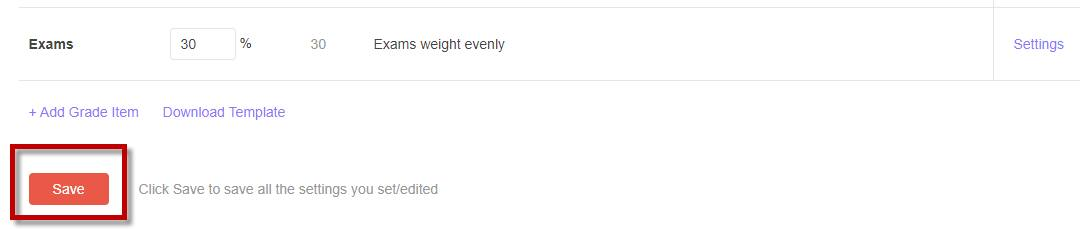 Exams 30 % 30 Exams weight evenly Settings
+ Add Grade Item Download Template
Save Click Save to save all the settings you set/edited